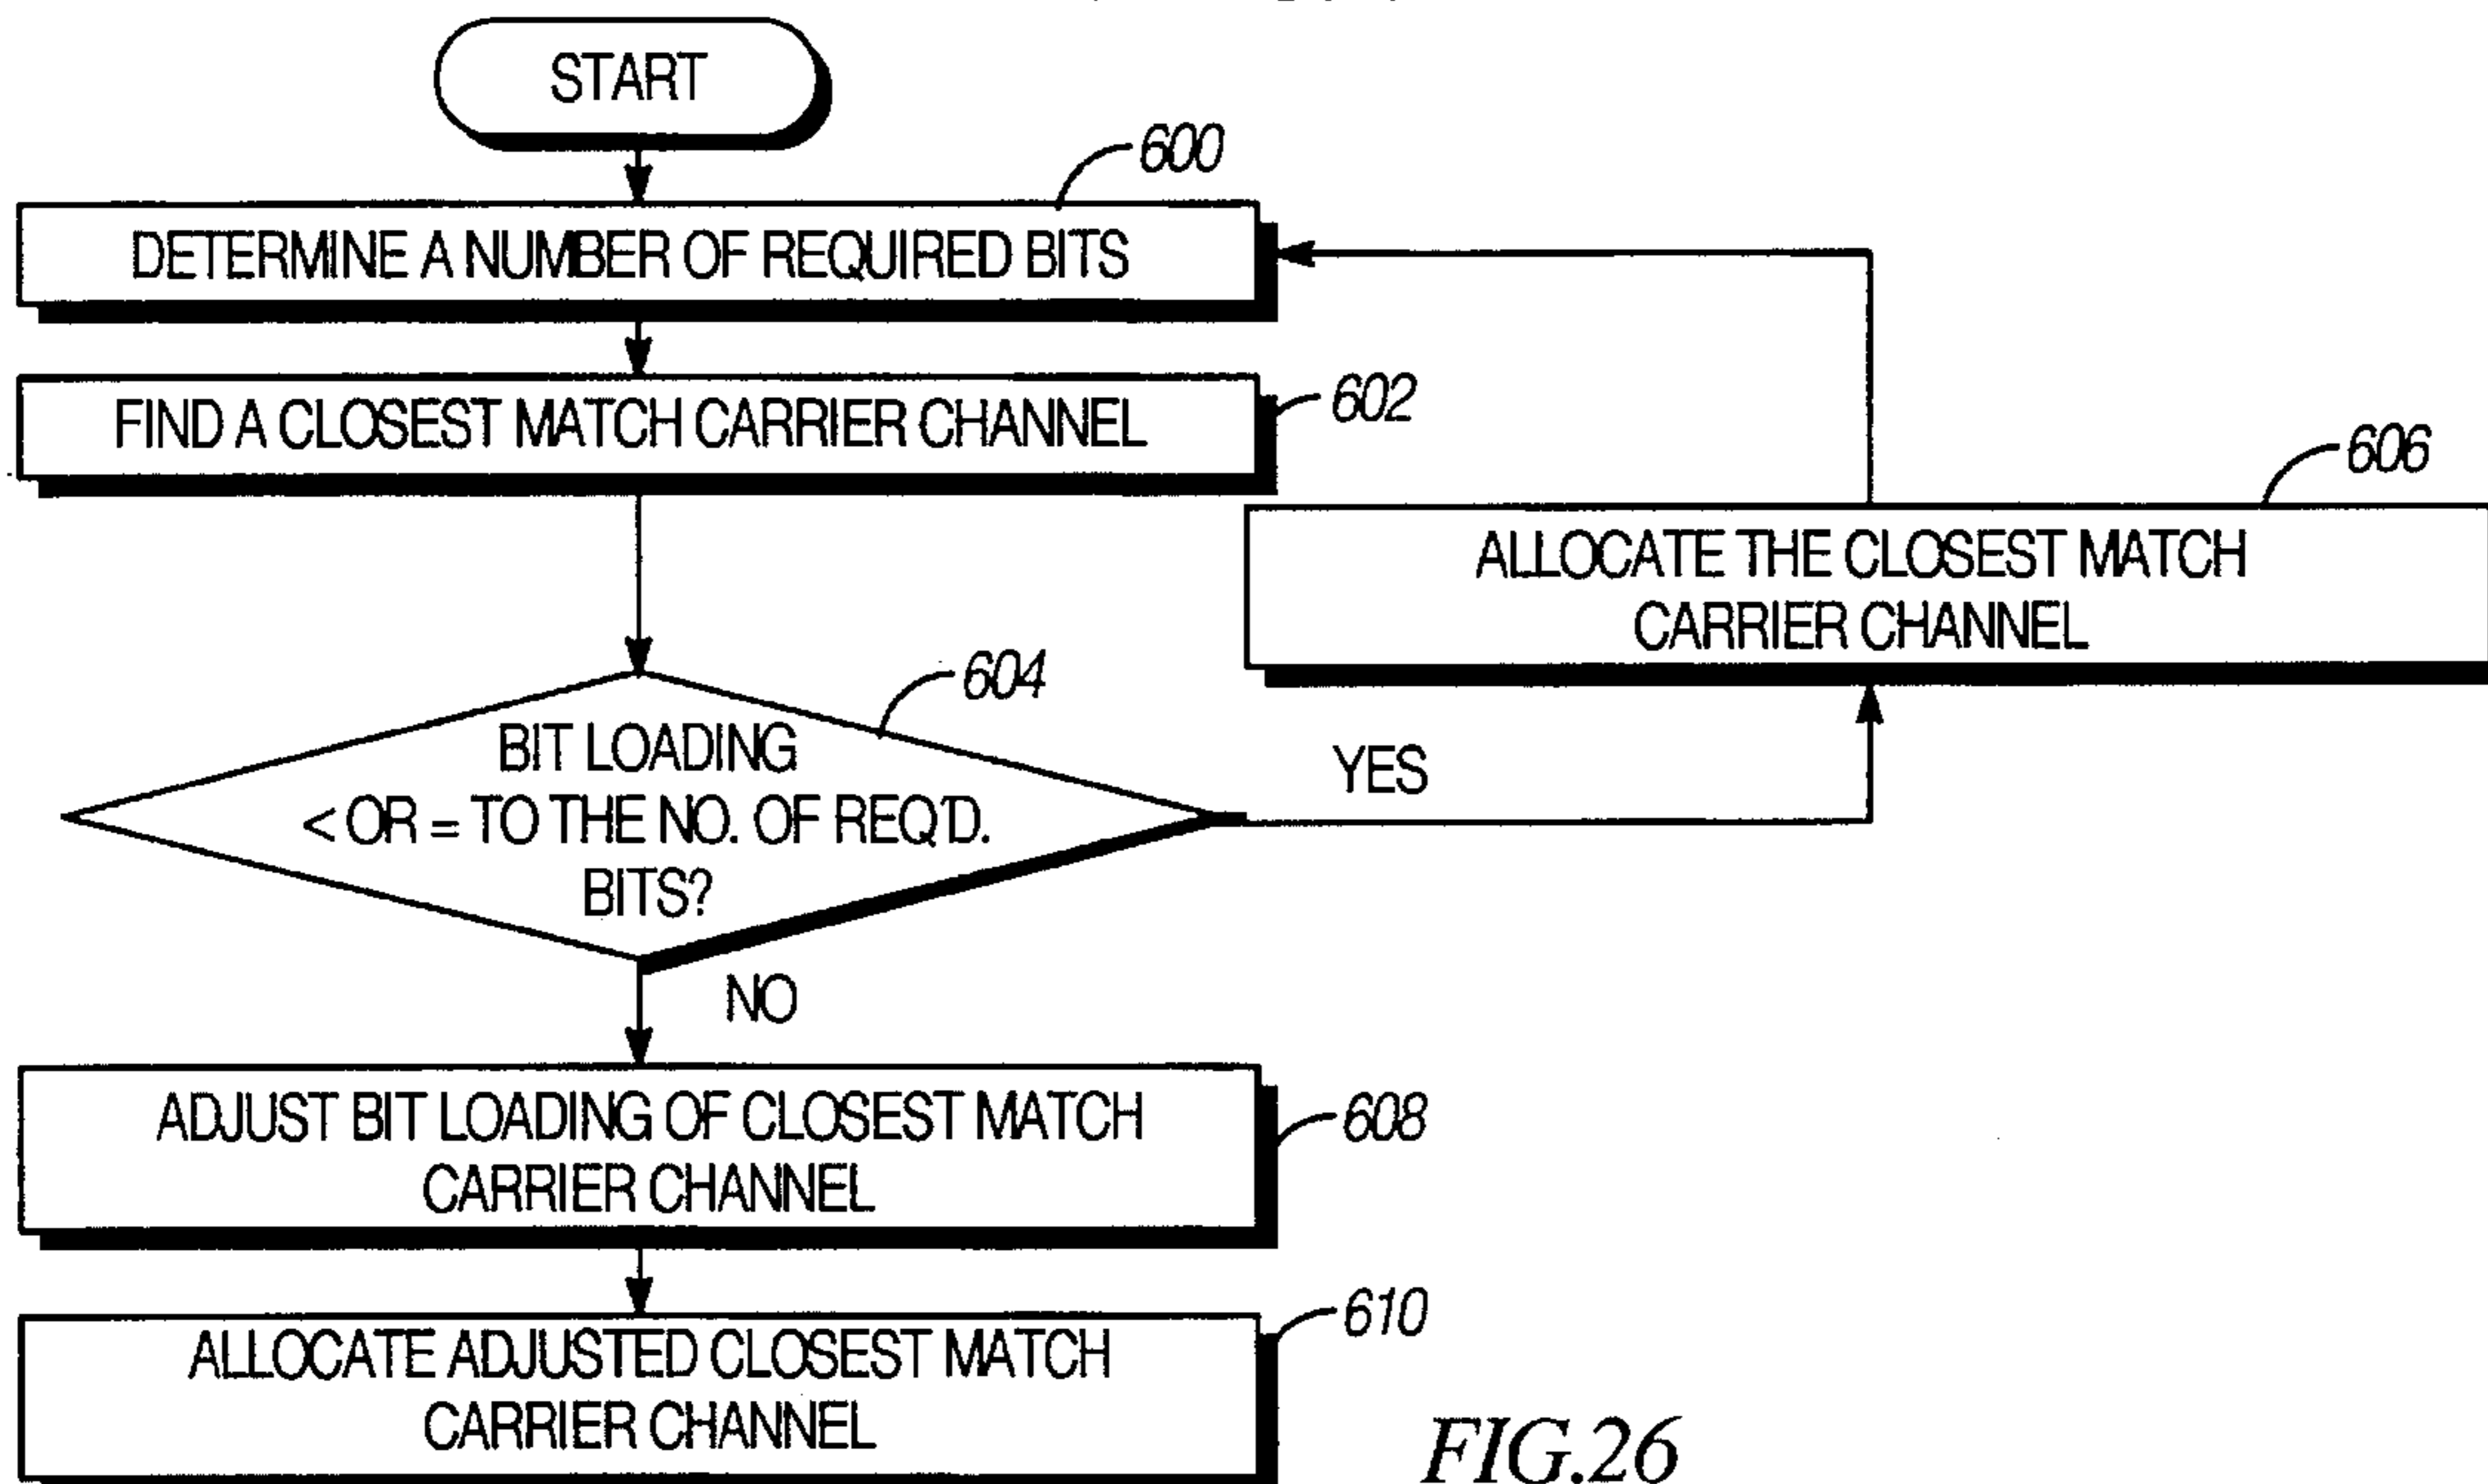 START
600
DETERMINE A NUMBER OF REQUIRED BITS
FIND A CLOSEST MATCH CARRIER CHANNEL
602
606
ALLOCATE THE CLOSEST MATCH
CARRIER CHANNEL
604
BIT LOADING
< OR = TO THE NO. OF REQ'D.
BITS?
YES
NO
ADJUST BIT LOADING OF CLOSEST MATCH
CARRIER CHANNEL
608
ALLOCATE ADJUSTED CLOSEST MATCH
CARRIER CHANNEL
610
FIG.26